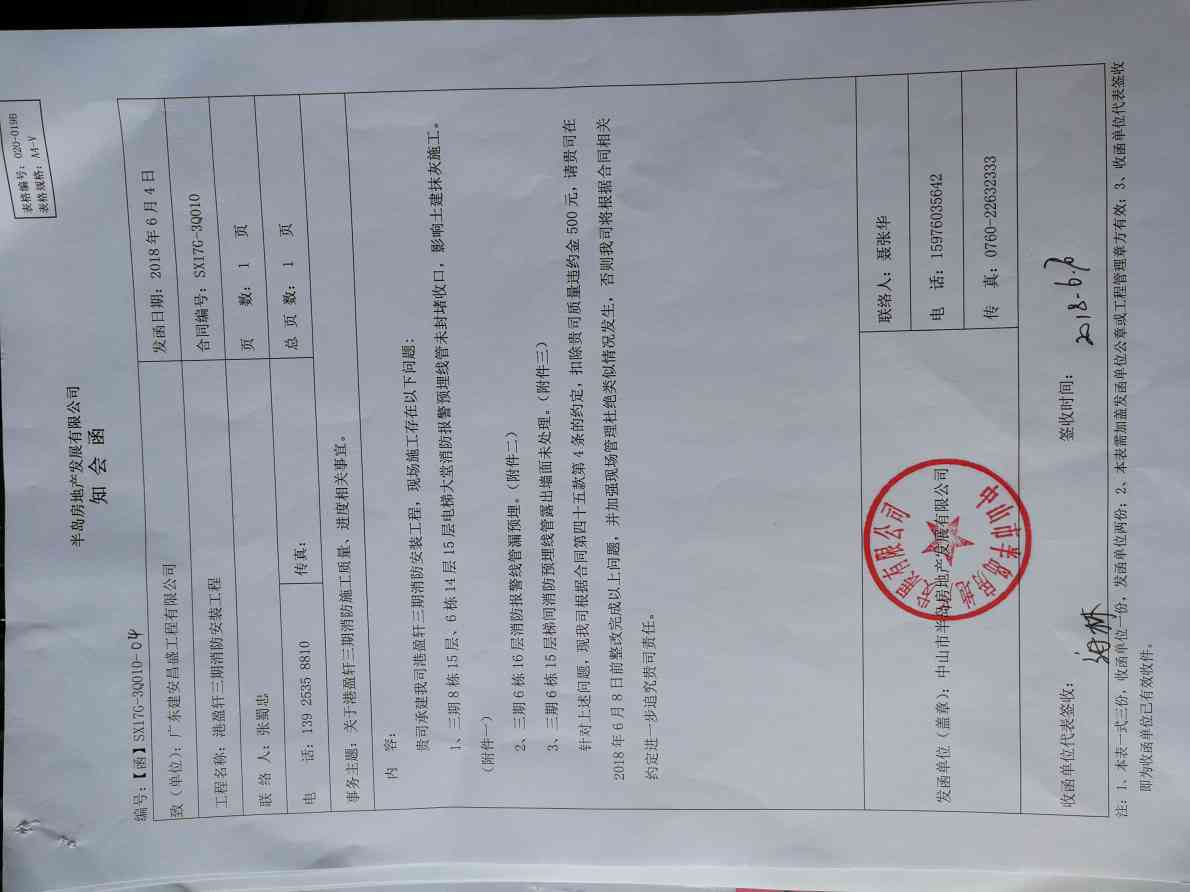 表格编号：020-019B
表格规格：A4-V
半岛房地产发展有限公司
知会函
编号：【函】SX17G-3Q010-04
致（单位）：广东建安昌盛工程有限公司 发函日期：2018年6月4日
工程名称：港盈轩三期消防安装工程 合同编号：SX17G-3Q010
联络人：张蜀忠 页数：1页
电话：139 2535 8810 传真： 总页数：1页
事务主题：关于港盈轩三期消防施工质量、进度相关事宜。
内容：
贵司承建我司港盈轩三期消防安装工程，现场施工存在以下问题：
1、三期8栋15层、6栋14层15层电梯大堂消防报警预埋线管未封堵收口，影响土建抹灰施工。
（附件一）
2、三期6栋16层消防报警线管漏预埋。（附件二）
3、三期6栋15层梯间消防预埋线管露出墙面未处理。（附件三）
针对上述问题，现我司根据合同第四十五款第4条的约定，扣除贵司质量违约金500元，请贵司在
2018年6月8日前整改完成以上问题，并加强现场管理杜绝类似情况发生，否则我司将根据合同相关
约定进一步追究贵司责任。
发函单位（盖章）：中山市半岛房地产发展有限公司
联络人：聂张华
电话：15976035642
传真：0760-22632333
收函单位代表签收： 签收时间：2018.6.
注：1、本表一式三份，收函单位一份，发函单位两份；2、本表需加盖发函单位公章或工程管理章方有效；3、收函单位代表签收
即为收函单位已有效收件。